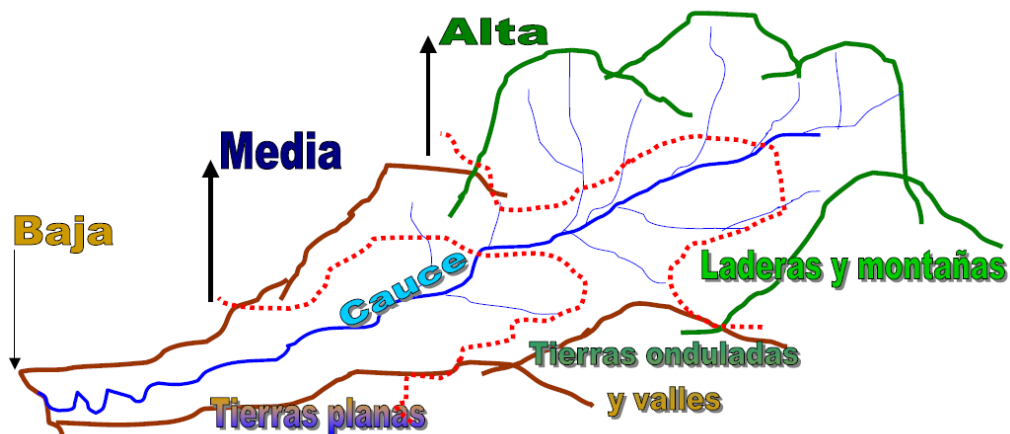 Alta
Media
Baja
Cauce
Laderas y montañas
Tierras onduladas
y valles
Tierras planas